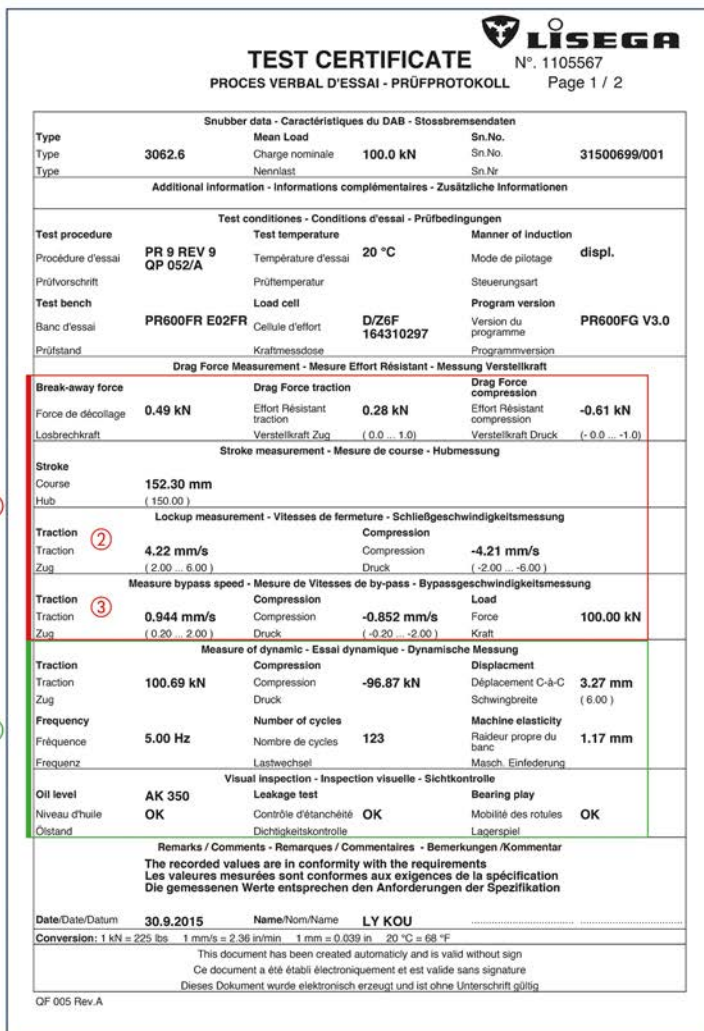 LISEGA
TEST CERTIFICATE N°. 1105567
PROCES VERBAL D'ESSAI - PRÜFPROTOKOLL Page 1 / 2
Snubber data - Caractéristiques du DAB - Stossbremsendaten
Type Mean Load Sn.No.
Type 3062.6 Charge nominale 100.0 kN Sn.No. 31500699/001
Type Nennlast Sn.Nr
Additional information - Informations complémentaires - Zusätzliche Informationen
Test conditiones - Conditions d'essai - Prüfbedingungen
Test procedure Test temperature Manner of induction
Procédure d'essai PR 9 REV 9 QP 052/A Température d'essai 20 °C Mode de pilotage displ.
Prüfvorschrift Prüftemperatur Steuerungsart
Test bench Load cell Program version
Banc d'essai PR600FR E02FR Cellule d'effort D/Z6F 164310297 Version du programme PR600FG V3.0
Prüfstand Kraftmessdose Programmversion
Drag Force Measurement - Mesure Effort Résistant - Messung Verstellkraft
Break-away force Drag Force traction Drag Force compression
Force de décollage 0.49 kN Effort Résistant traction 0.28 kN Effort Résistant compression -0.61 kN
Losbrechkraft Verstellkraft Zug ( 0.0 ... 1.0) Verstellkraft Druck (- 0.0 ... -1.0)
Stroke measurement - Mesure de course - Hubmessung
Stroke
Course 152.30 mm
Hub ( 150.00 )
Lockup measurement - Vitesses de fermeture - Schließgeschwindigkeitsmessung
Traction ② Compression
Traction 4.22 mm/s Compression -4.21 mm/s
Zug ( 2.00 ... 6.00) Druck ( -2.00 ... -6.00)
Measure bypass speed - Mesure de Vitesses de by-pass - Bypassgeschwindigkeitsmessung
Traction ③ Compression Load
Traction 0.944 mm/s Compression -0.852 mm/s Force 100.00 kN
Zug ( 0.20 ... 2.00) Druck ( -0.20 ... -2.00) Kraft
Measure of dynamic - Essai dynamique - Dynamische Messung
Traction Compression Displacment
Traction 100.69 kN Compression -96.87 kN Déplacement C-à-C 3.27 mm
Zug Druck Schwingbreite ( 6.00 )
Frequency Number of cycles Machine elasticity
Fréquence 5.00 Hz Nombre de cycles 123 Raideur propre du banc 1.17 mm
Frequenz Lastwechsel Masch. Einfederung
Visual inspection - Inspection visuelle - Sichtkontrolle
Oil level AK 350 Leakage test Bearing play
Niveau d'huile OK Contrôle d'étanchéité OK Mobilité des rotules OK
Ölstand Dichtigkeitskontrolle Lagerspiel
Remarks / Comments - Remarques / Commentaires - Bemerkungen /Kommentar
The recorded values are in conformity with the requirements
Les valeures mesurées sont conformes aux exigences de la spécification
Die gemessenen Werte entsprechen den Anforderungen der Spezifikation
Date/Date/Datum 30.9.2015 Name/Nom/Name LY KOU
Conversion: 1 kN = 225 lbs 1 mm/s = 2.36 in/min 1 mm = 0.039 in 20 °C = 68 °F
This document has been created automaticly and is valid without sign
Ce document a été établi électroniquement et est valide sans signature
Dieses Dokument wurde elektronisch erzeugt und ist ohne Unterschrift gültig
QF 005 Rev.A